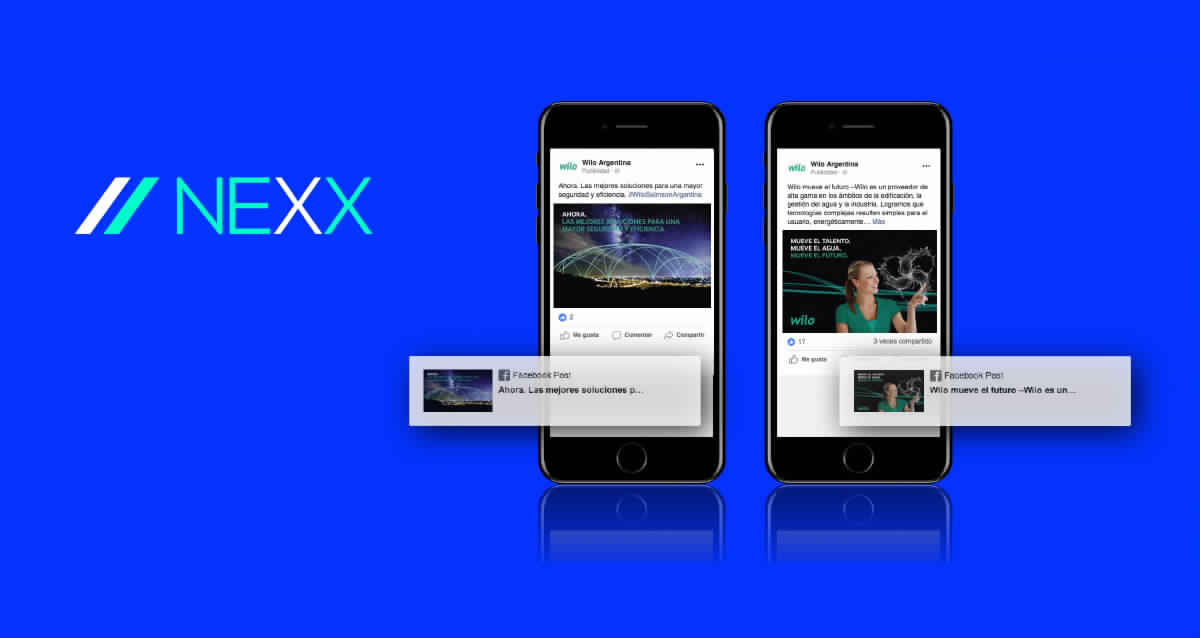 NEXX
wilo
Wilo Argentina
Publicidad
Ahora. Las mejores soluciones para una mayor
seguridad y eficiencia. #WiloSalmsonArgentina
AHORA.
LAS MEJORES SOLUCIONES PARA UNA
MAYOR SEGURIDAD Y EFICIENCIA
2
Me gusta
Comentar
Compartir
Facebook Post
Ahora. Las mejores soluciones p...
wilo
Wilo Argentina
Publicidad
Wilo mueve el futuro –Wilo es un proveedor de
alta gama en los ámbitos de la edificación, la
gestión del agua y la industria. Logramos que
tecnologías complejas resulten simples para el
usuario, energéticamente... Más
MUEVE EL TALENTO.
MUEVE EL AGUA.
MUEVE EL FUTURO.
wilo
17
3 veces compartido
Me gusta
Facebook Post
Wilo mueve el futuro –Wilo es un...